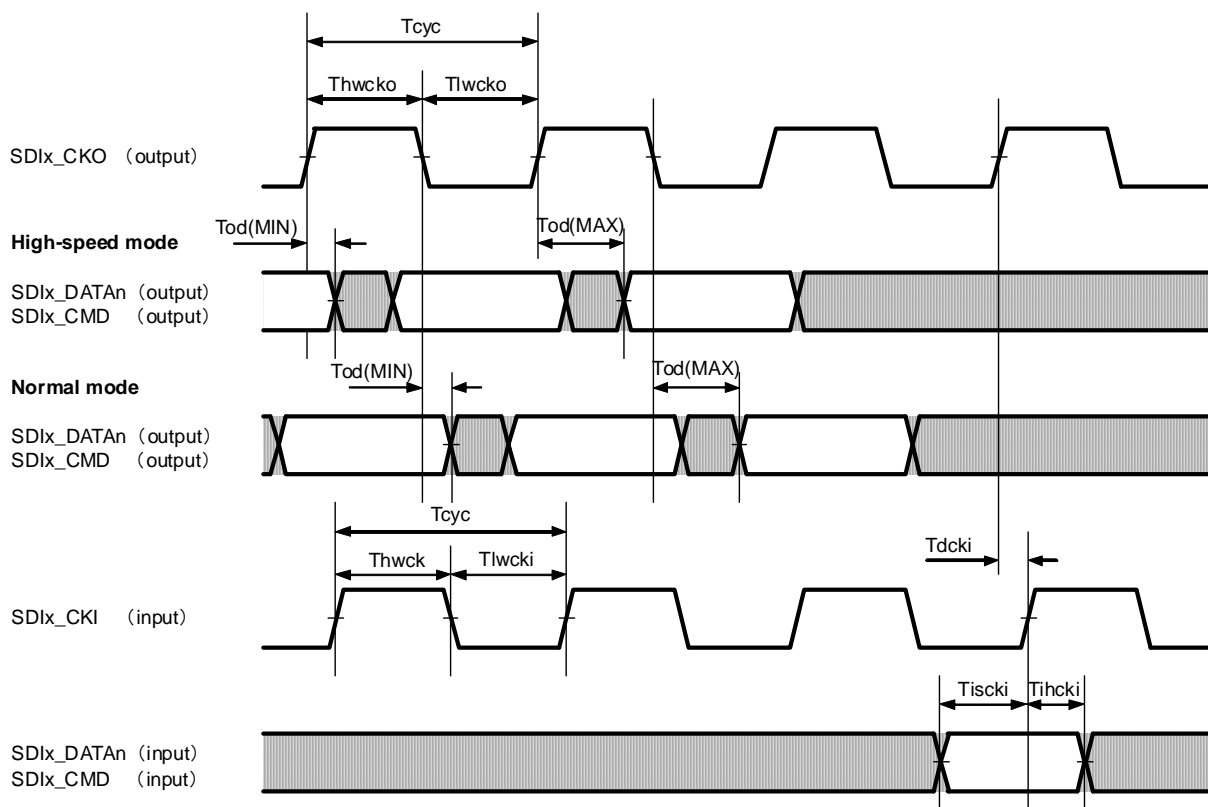 Tcyc
Thwcko
Tlwcko
SDIx_CKO （output）
Tod(MIN)
Tod(MAX)
High-speed mode
SDIx_DATAn（output）
SDIx_CMD （output）
Tod(MIN)
Tod(MAX)
Normal mode
SDIx_DATAn（output）
SDIx_CMD （output）
Tcyc
Tdcki
Thwck
Tlwcki
SDIx_CKI （input）
Tiscki
Tihcki
SDIx_DATAn（input）
SDIx_CMD （input）